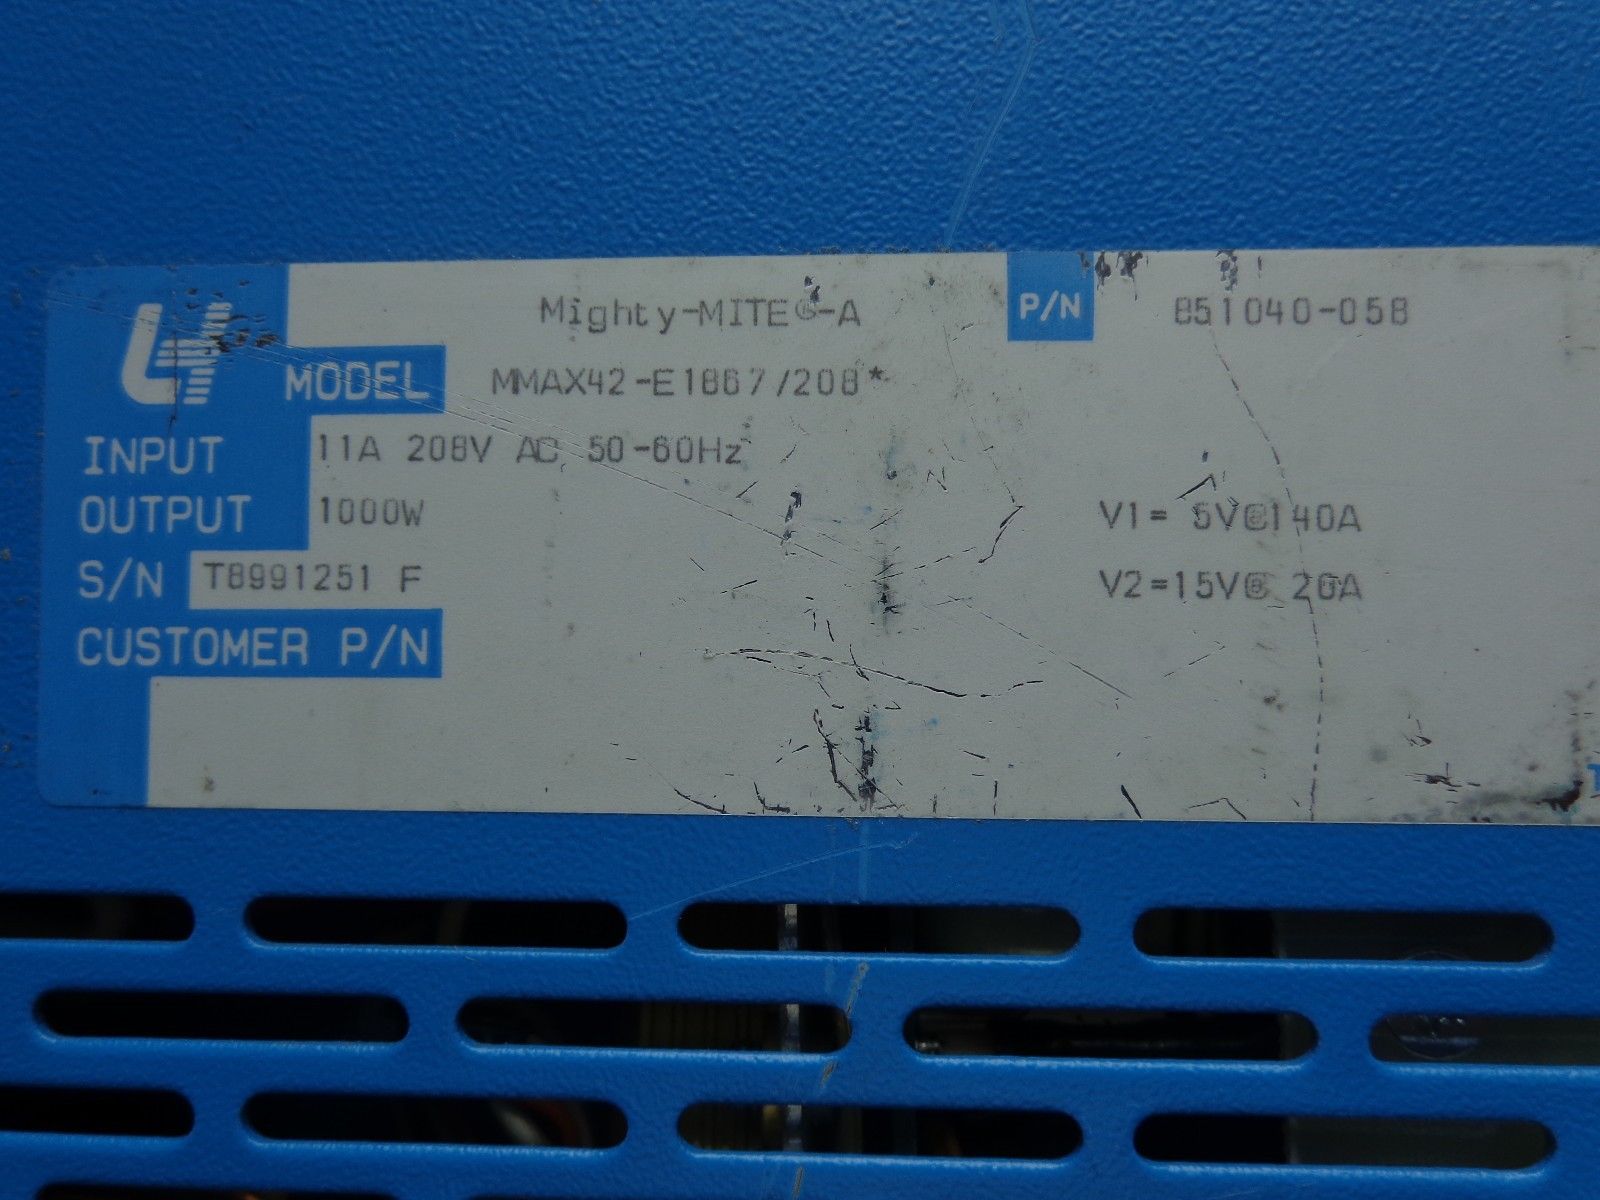 Mighty-MITE®-A P/N 851040-058
MODEL MMAX42-E1867/208*
INPUT 11A 208V AC, 50-60Hz
OUTPUT 1000W V1= 5V@140A
S/N T8991251 F V2=15V@ 20A
CUSTOMER P/N